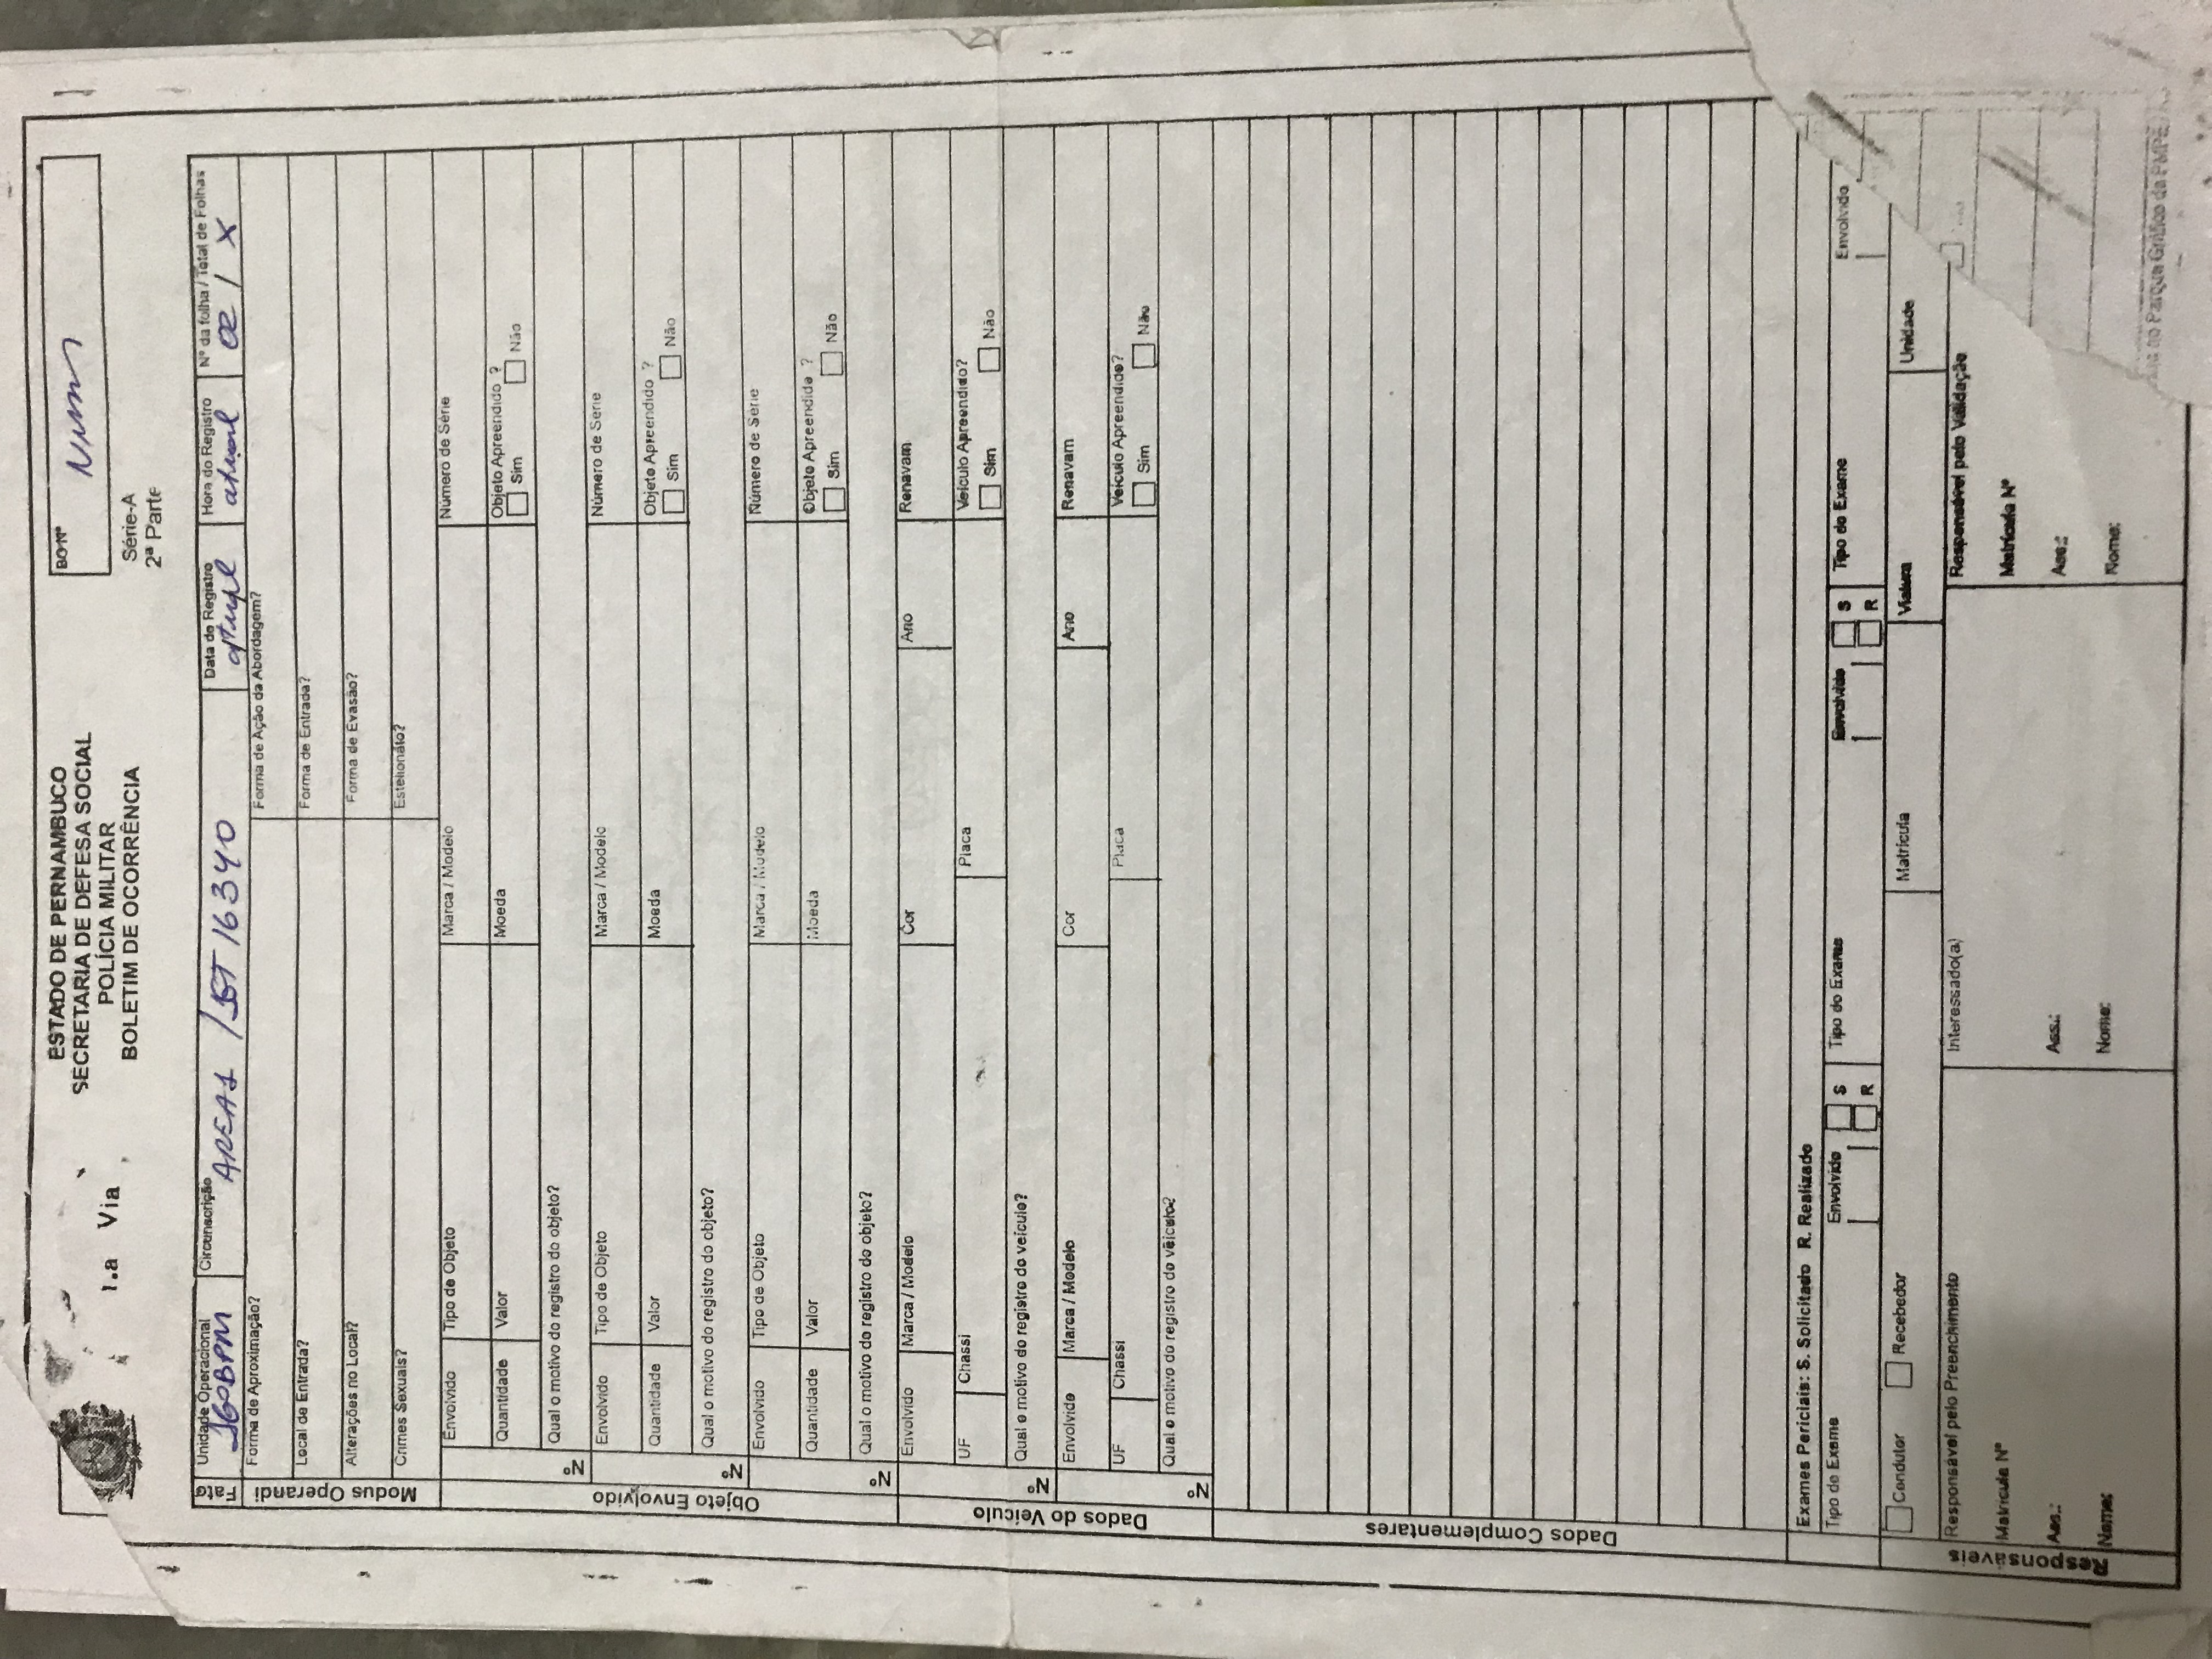 ESTADO DE PERNAMBUCO
SECRETARIA DE DEFESA SOCIAL
1.a Via
POLÍCIA MILITAR
BOLETIM DE OCORRÊNCIA
BO Nº
Série-A
2ª Parte
Fato
Unidade Operacional Circunscrição Data do Registro Hora do Registro Nº da folha / Total de Folhas
16ºBPM AREA1 / 16340 atual atual 02 / X
Modus Operandi
Forma de Aproximação? Forma de Ação da Abordagem?
Local de Entrada? Forma de Entrada?
Alterações no Local? Forma de Evasão?
Crimes Sexuais? Estelionato?
Objeto Envolvido
Envolvido Tipo de Objeto Marca / Modelo Número de Série
Quantidade Valor Moeda Objeto Apreendido ?
Sim Não
Nº Qual o motivo do registro do objeto?
Envolvido Tipo de Objeto Marca / Modelo Número de Série
Quantidade Valor Moeda Objeto Apreendido ?
Sim Não
Nº Qual o motivo do registro do objeto?
Envolvido Tipo de Objeto Marca / Modelo Número de Série
Quantidade Valor Moeda Objeto Apreendido ?
Sim Não
Nº Qual o motivo do registro do objeto?
Dados do Veículo
Envolvido Marca / Modelo Cor Ano Renavam
UF Chassi Placa Veículo Apreendido?
Sim Não
Nº Qual o motivo do registro do veículo?
Envolvido Marca / Modelo Cor Ano Renavam
UF Chassi Placa Veículo Apreendido?
Sim Não
Nº Qual o motivo do registro do veículo?
Dados Complementares
Exames Periciais: S. Solicitado R. Realizado
Tipo do Exame Envolvido S Tipo do Exame Envolvido S Tipo do Exame Envolvido
R R
Responsáveis
Condutor Recebedor Matrícula Viatura Unidade
Responsável pelo Preenchimento Interessado(a) Responsável pelo Validação
Matrícula Nº Matrícula Nº
Ass.: Ass.: Ass.:
Nome: Nome: Nome:
no Parque Gráfico da PMPE